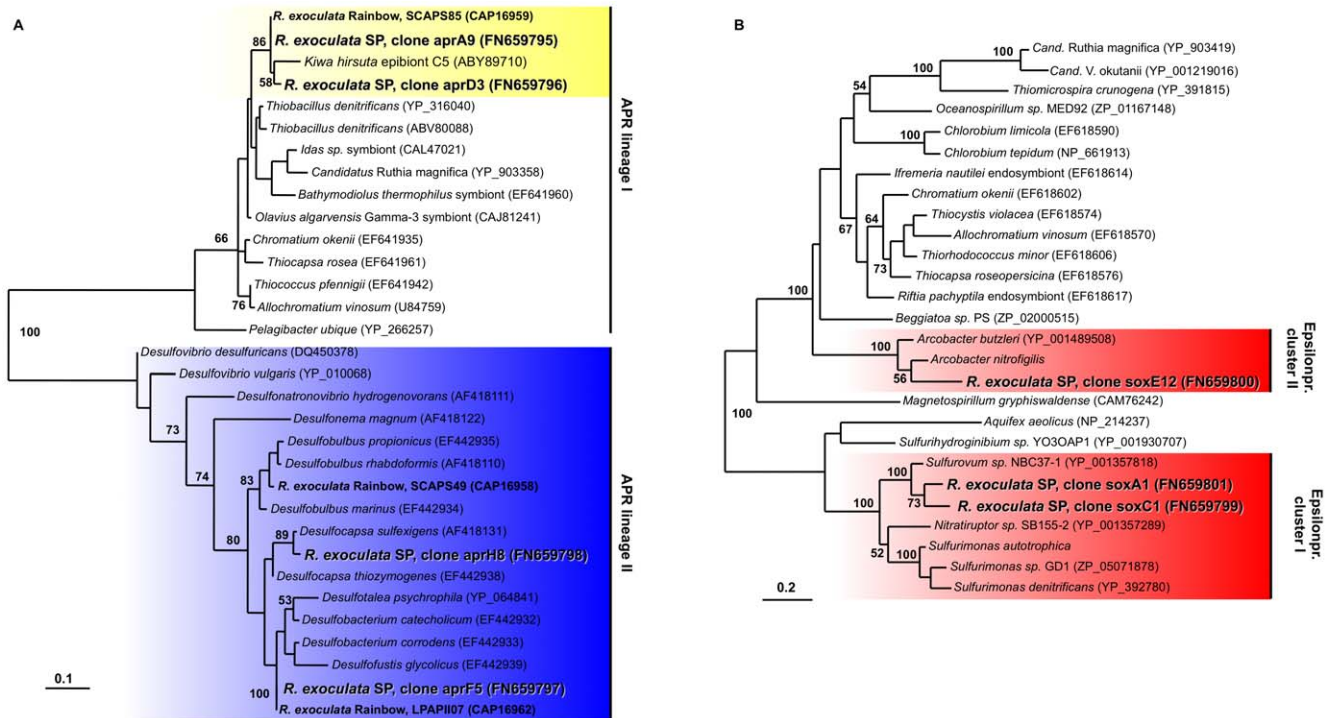 A
R. exoculata Rainbow, SCAPS85 (CAP16959)
86
R. exoculata SP, clone aprA9 (FN659795)
Kiwa hirsuta epibiont C5 (ABY89710)
58
R. exoculata SP, clone aprD3 (FN659796)
Thiobacillus denitrificans (YP_316040)
Thiobacillus denitrificans (ABV80088)
Idas sp. symbiont (CAL47021)
Candidatus Ruthia magnifica (YP_903358)
Bathymodiolus thermophilus symbiont (EF641960)
Olavius algarvensis Gamma-3 symbiont (CAJ81241)
66
Chromatium okenii (EF641935)
Thiocapsa rosea (EF641961)
Thiococcus pfennigii (EF641942)
76
Allochromatium vinosum (U84759)
Pelagibacter ubique (YP_266257)
APR lineage I
100
Desulfovibrio desulfuricans (DQ450378)
Desulfovibrio vulgaris (YP_010068)
Desulfonatronovibrio hydrogenovorans (AF418111)
73
Desulfonema magnum (AF418122)
Desulfobulbus propionicus (EF442935)
74
Desulfobulbus rhabdoformis (AF418110)
83
R. exoculata Rainbow, SCAPS49 (CAP16958)
Desulfobulbus marinus (EF442934)
80
Desulfocapsa sulfexigens (AF418131)
89
R. exoculata SP, clone aprH8 (FN659798)
Desulfocapsa thiozymogenes (EF442938)
53
Desulfotalea psychrophila (YP_064841)
Desulfobacterium catecholicum (EF442932)
Desulfobacterium corrodens (EF442933)
Desulfofustis glycolicus (EF442939)
R. exoculata SP, clone aprF5 (FN659797)
100
R. exoculata Rainbow, LPAPII07 (CAP16962)
APR lineage II
0.1
B
Cand. Ruthia magnifica (YP_903419)
100
Cand. V. okutanii (YP_001219016)
100
Thiomicrospira crunogena (YP_391815)
54
Oceanospirillum sp. MED92 (ZP_01167148)
Chlorobium limicola (EF618590)
100
Chlorobium tepidum (NP_661913)
Ifremeria nautilei endosymbiont (EF618614)
Chromatium okenii (EF618602)
64
Thiocystis violacea (EF618574)
67
Allochromatium vinosum (EF618570)
Thiorhodococcus minor (EF618606)
73
Thiocapsa roseopersicina (EF618576)
100
Riftia pachyptila endosymbiont (EF618617)
Beggiatoa sp. PS (ZP_02000515)
Arcobacter butzleri (YP_001489508)
100
Arcobacter nitrofigilis
56
R. exoculata SP, clone soxE12 (FN659800)
Epsilonpr.
cluster II
Magnetospirillum gryphiswaldense (CAM76242)
100
Aquifex aeolicus (NP_214237)
Sulfurihydroginibium sp. YO3OAP1 (YP_001930707)
Sulfurovum sp. NBC37-1 (YP_001357818)
100
R. exoculata SP, clone soxA1 (FN659801)
73
R. exoculata SP, clone soxC1 (FN659799)
100
Nitratiruptor sp. SB155-2 (YP_001357289)
52
Sulfurimonas autotrophica
100
Sulfurimonas sp. GD1 (ZP_05071878)
Sulfurimonas denitrificans (YP_392780)
Epsilonpr.
cluster I
0.2